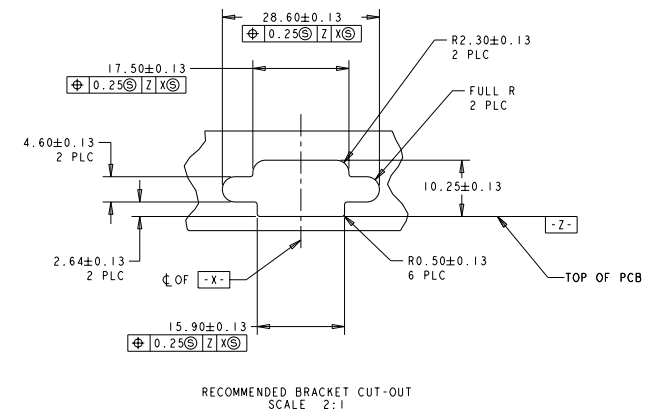 28.60±0.13
⌖ 0.25Ⓢ Z XⓈ
R2.30±0.13
2 PLC
17.50±0.13
⌖ 0.25Ⓢ Z XⓈ
FULL R
2 PLC
4.60±0.13
2 PLC
10.25±0.13
-Z-
2.64±0.13
2 PLC
R0.50±0.13
6 PLC
TOP OF PCB
℄ OF -X-
15.90±0.13
⌖ 0.25Ⓢ Z XⓈ
RECOMMENDED BRACKET CUT-OUT
SCALE 2:1